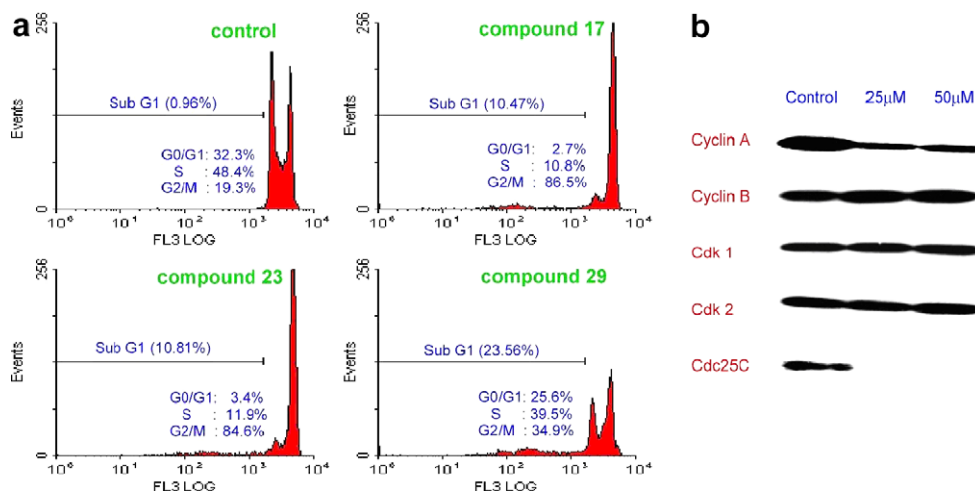 a
control
256
Events
0
Sub G1 (0.96%)
G0/G1: 32.3%
S : 48.4%
G2/M : 19.3%
10⁰ 10¹ 10² 10³ 10⁴
FL3 LOG
compound 17
256
Events
0
Sub G1 (10.47%)
G0/G1: 2.7%
S : 10.8%
G2/M : 86.5%
10⁰ 10¹ 10² 10³ 10⁴
FL3 LOG
compound 23
256
Events
0
Sub G1 (10.81%)
G0/G1: 3.4%
S : 11.9%
G2/M : 84.6%
10⁰ 10¹ 10² 10³ 10⁴
FL3 LOG
compound 29
256
Events
0
Sub G1 (23.56%)
G0/G1: 25.6%
S : 39.5%
G2/M : 34.9%
10⁰ 10¹ 10² 10³ 10⁴
FL3 LOG
b
Control 25μM 50μM
Cyclin A
Cyclin B
Cdk 1
Cdk 2
Cdc25C